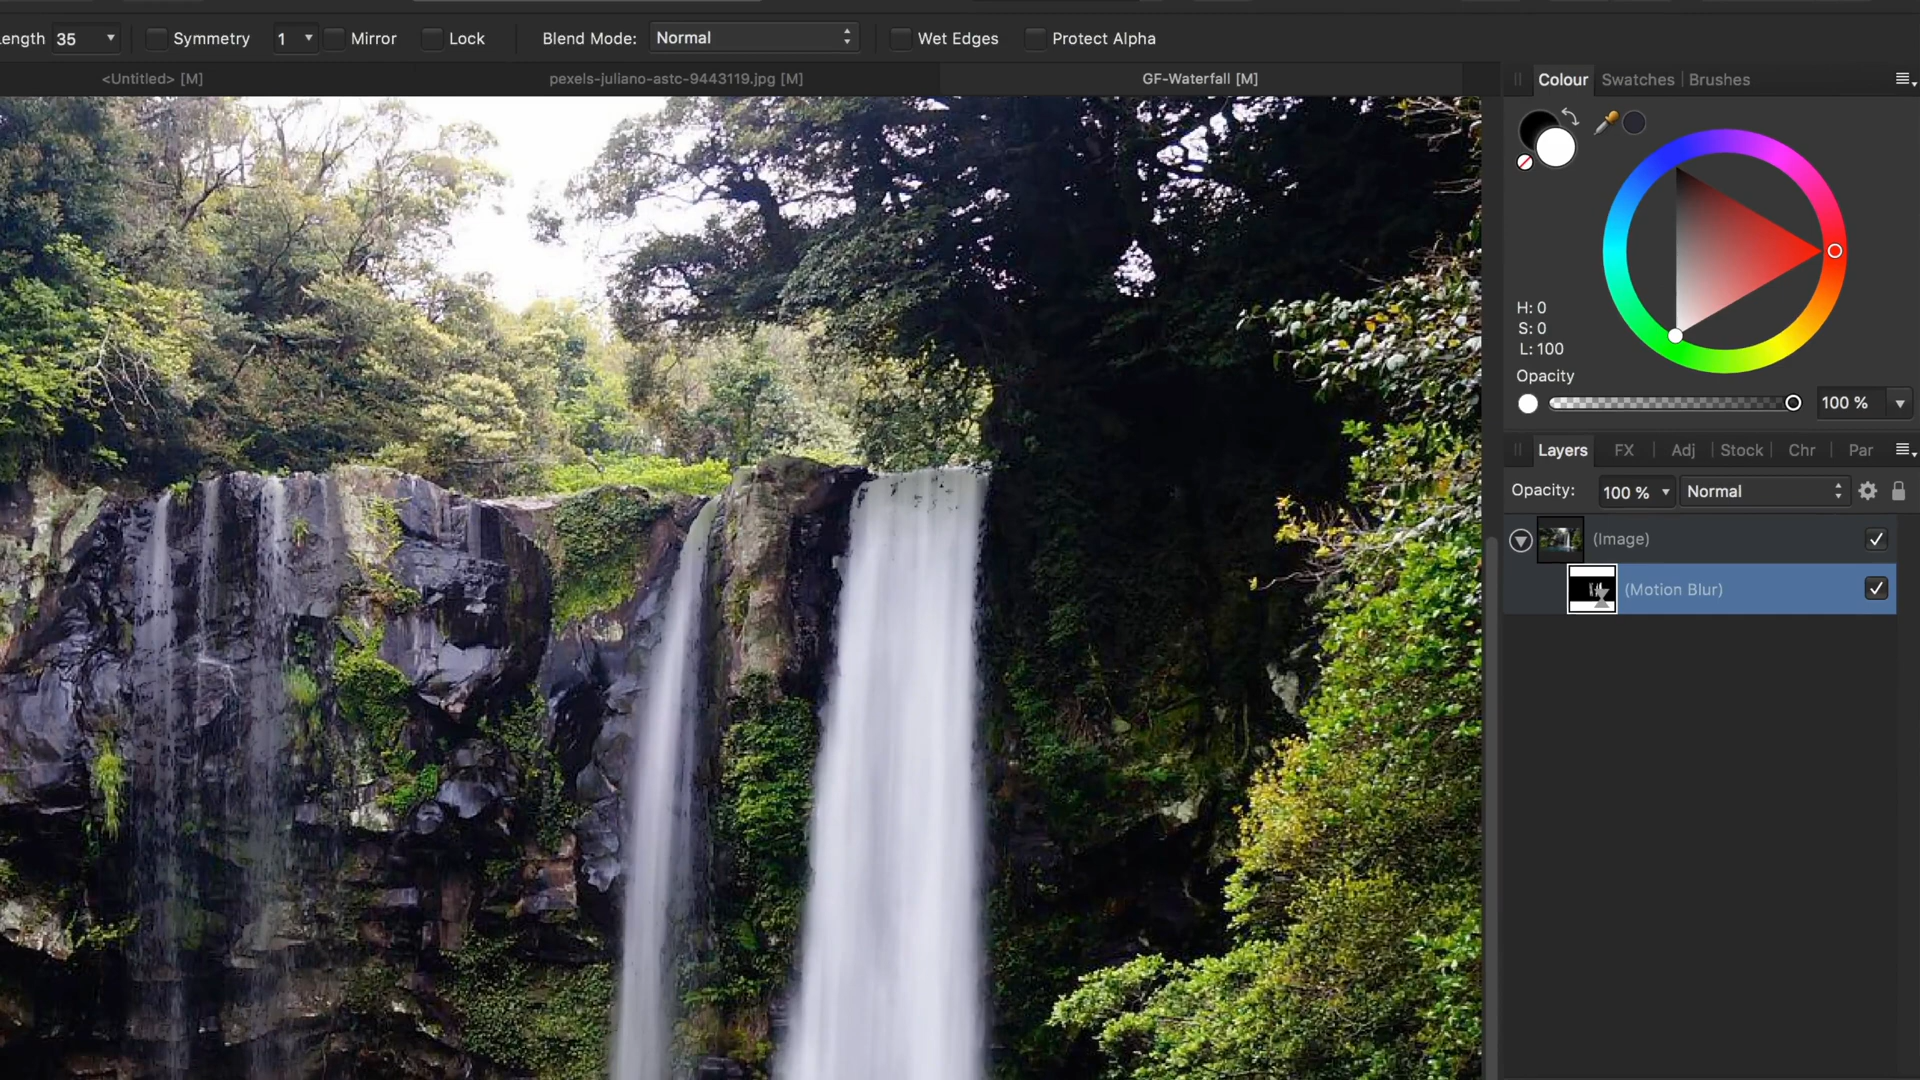 ength 35 Symmetry 1 Mirror Lock Blend Mode: Normal Wet Edges Protect Alpha
<Untitled> [M] pexels-juliano-astc-9443119.jpg [M] GF-Waterfall [M]
Colour Swatches Brushes
H: 0
S: 0
L: 100
Opacity
100 %
Layers FX Adj Stock Chr Par
Opacity: 100 % Normal
(Image)
(Motion Blur)